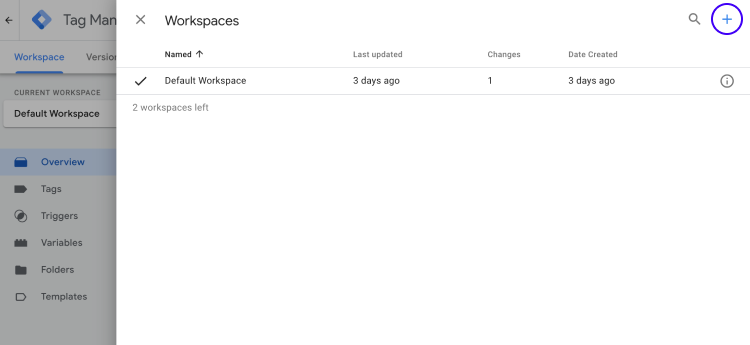 Tag Man
Workspaces
Workspace Version
Named Last updated Changes Date Created
CURRENT WORKSPACE
Default Workspace 3 days ago 1 3 days ago
Default Workspace
2 workspaces left
Overview
Tags
Triggers
Variables
Folders
Templates